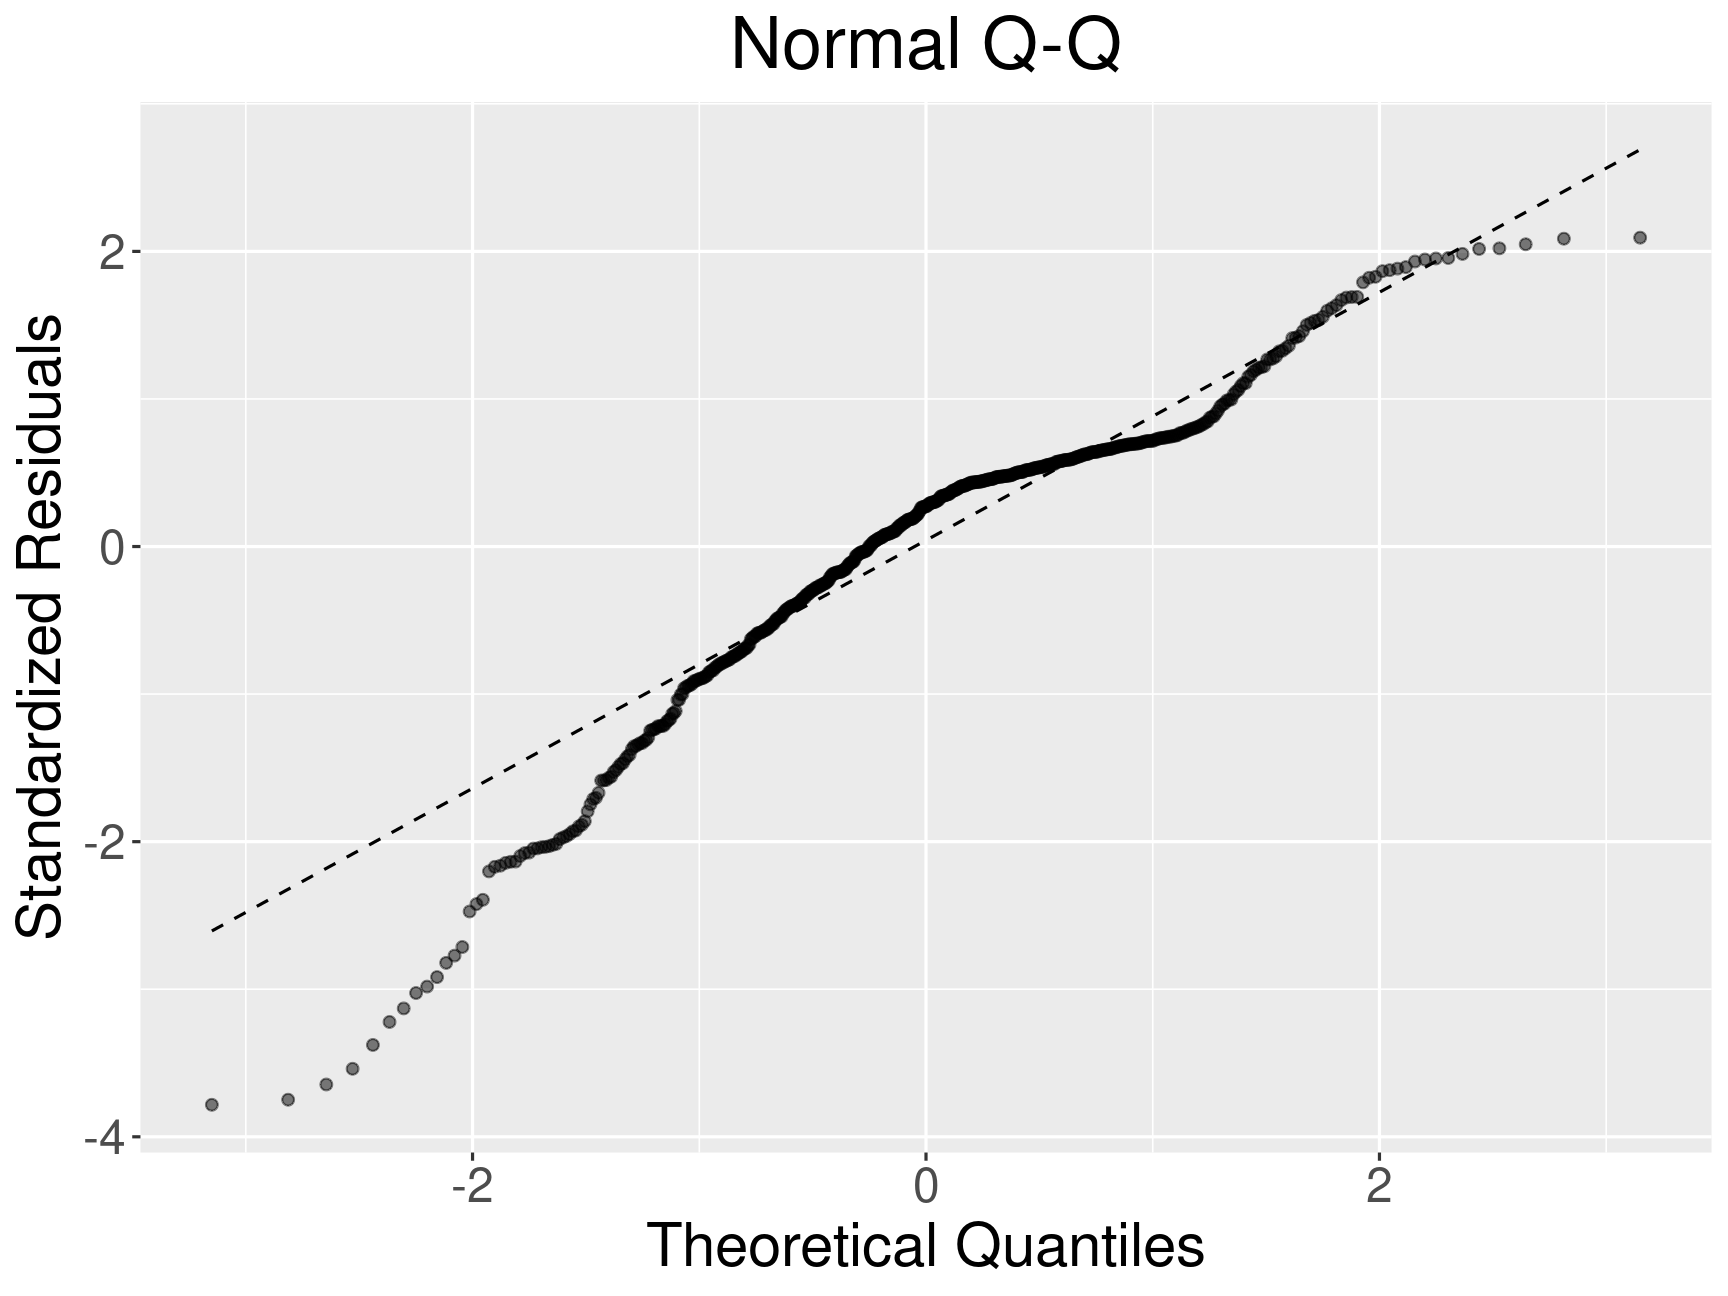 Normal Q-Q
Standardized Residuals
2
0
-2
-4
-2
0
2
Theoretical Quantiles